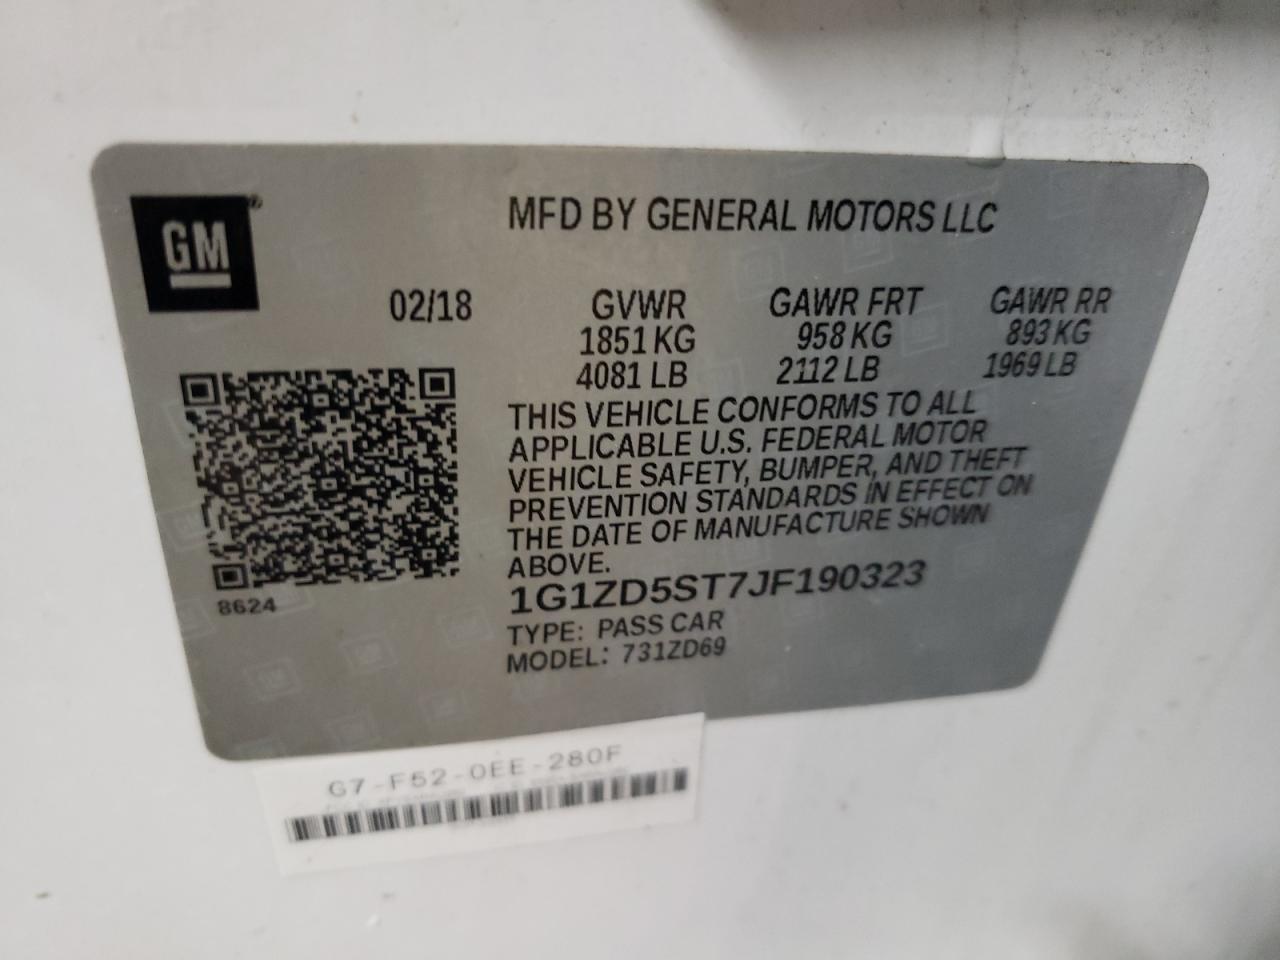 GM®
MFD BY GENERAL MOTORS LLC
02/18 GVWR GAWR FRT GAWR RR
1851 KG 958 KG 893 KG
4081 LB 2112 LB 1969 LB
THIS VEHICLE CONFORMS TO ALL
APPLICABLE U.S. FEDERAL MOTOR
VEHICLE SAFETY, BUMPER, AND THEFT
PREVENTION STANDARDS IN EFFECT ON
THE DATE OF MANUFACTURE SHOWN
ABOVE.
8624
1G1ZD5ST7JF190323
TYPE: PASS CAR
MODEL: 731ZD69
G7-F52-0EE-280F